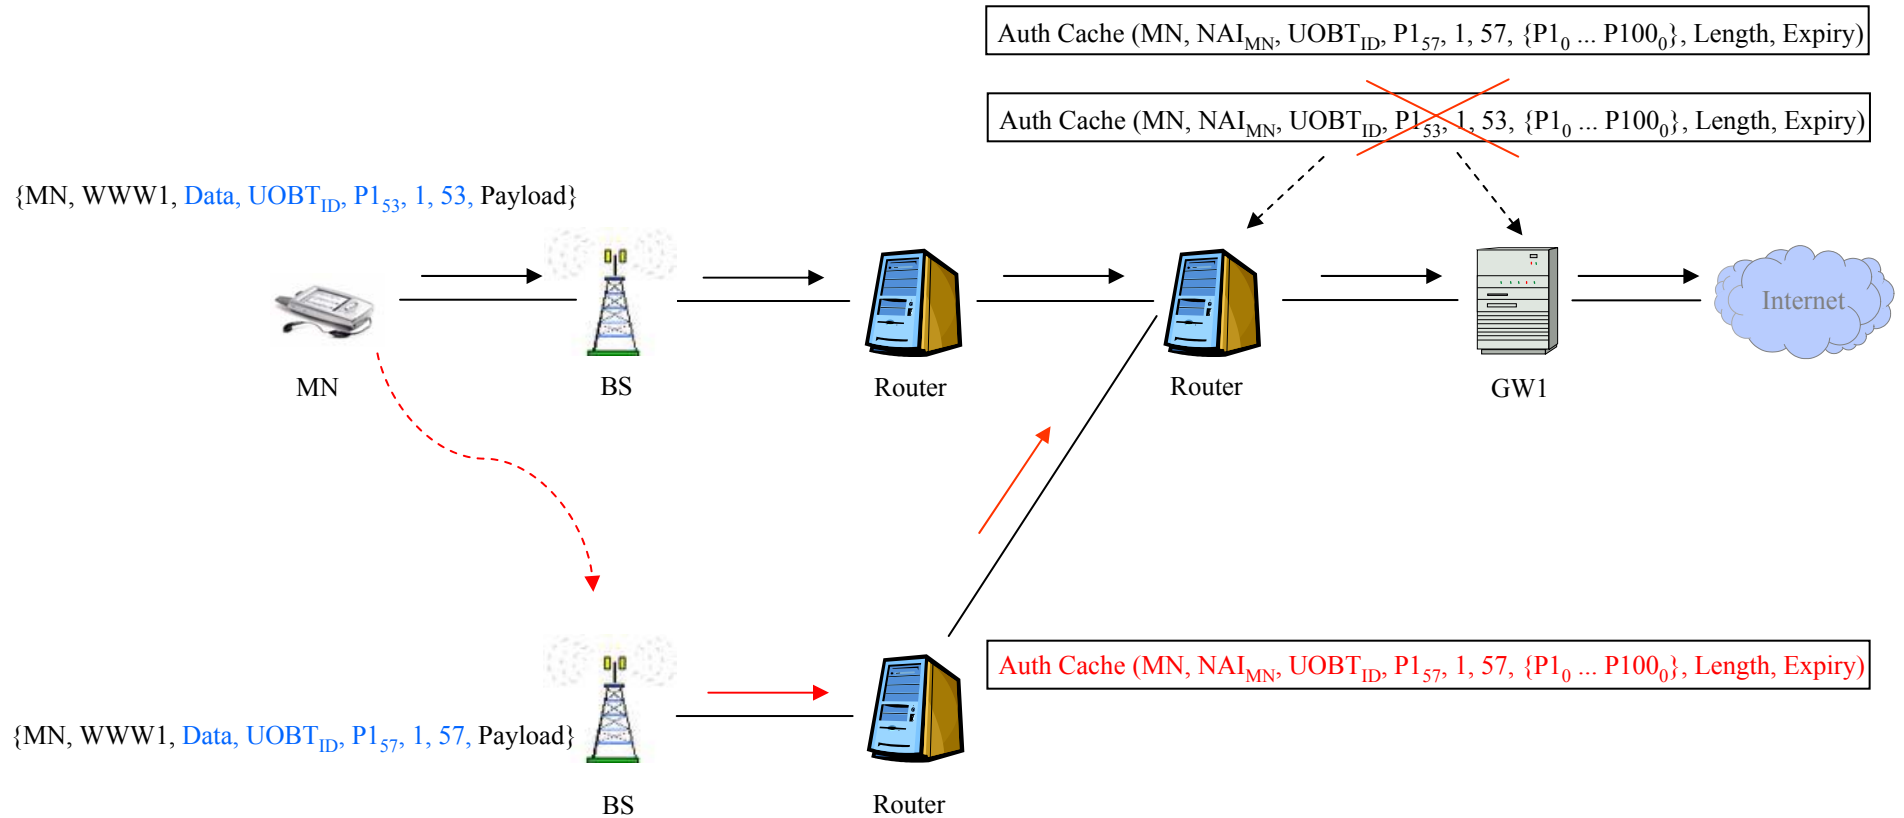 Auth Cache (MN, NAI_MN, UOBT_ID, P1_57, 1, 57, {P1_0 ... P100_0}, Length, Expiry)
Auth Cache (MN, NAI_MN, UOBT_ID, P1_53, 1, 53, {P1_0 ... P100_0}, Length, Expiry)
{MN, WWW1, Data, UOBT_ID, P1_53, 1, 53, Payload}
Internet
MN
BS
Router
Router
GW1
Auth Cache (MN, NAI_MN, UOBT_ID, P1_57, 1, 57, {P1_0 ... P100_0}, Length, Expiry)
{MN, WWW1, Data, UOBT_ID, P1_57, 1, 57, Payload}
BS
Router